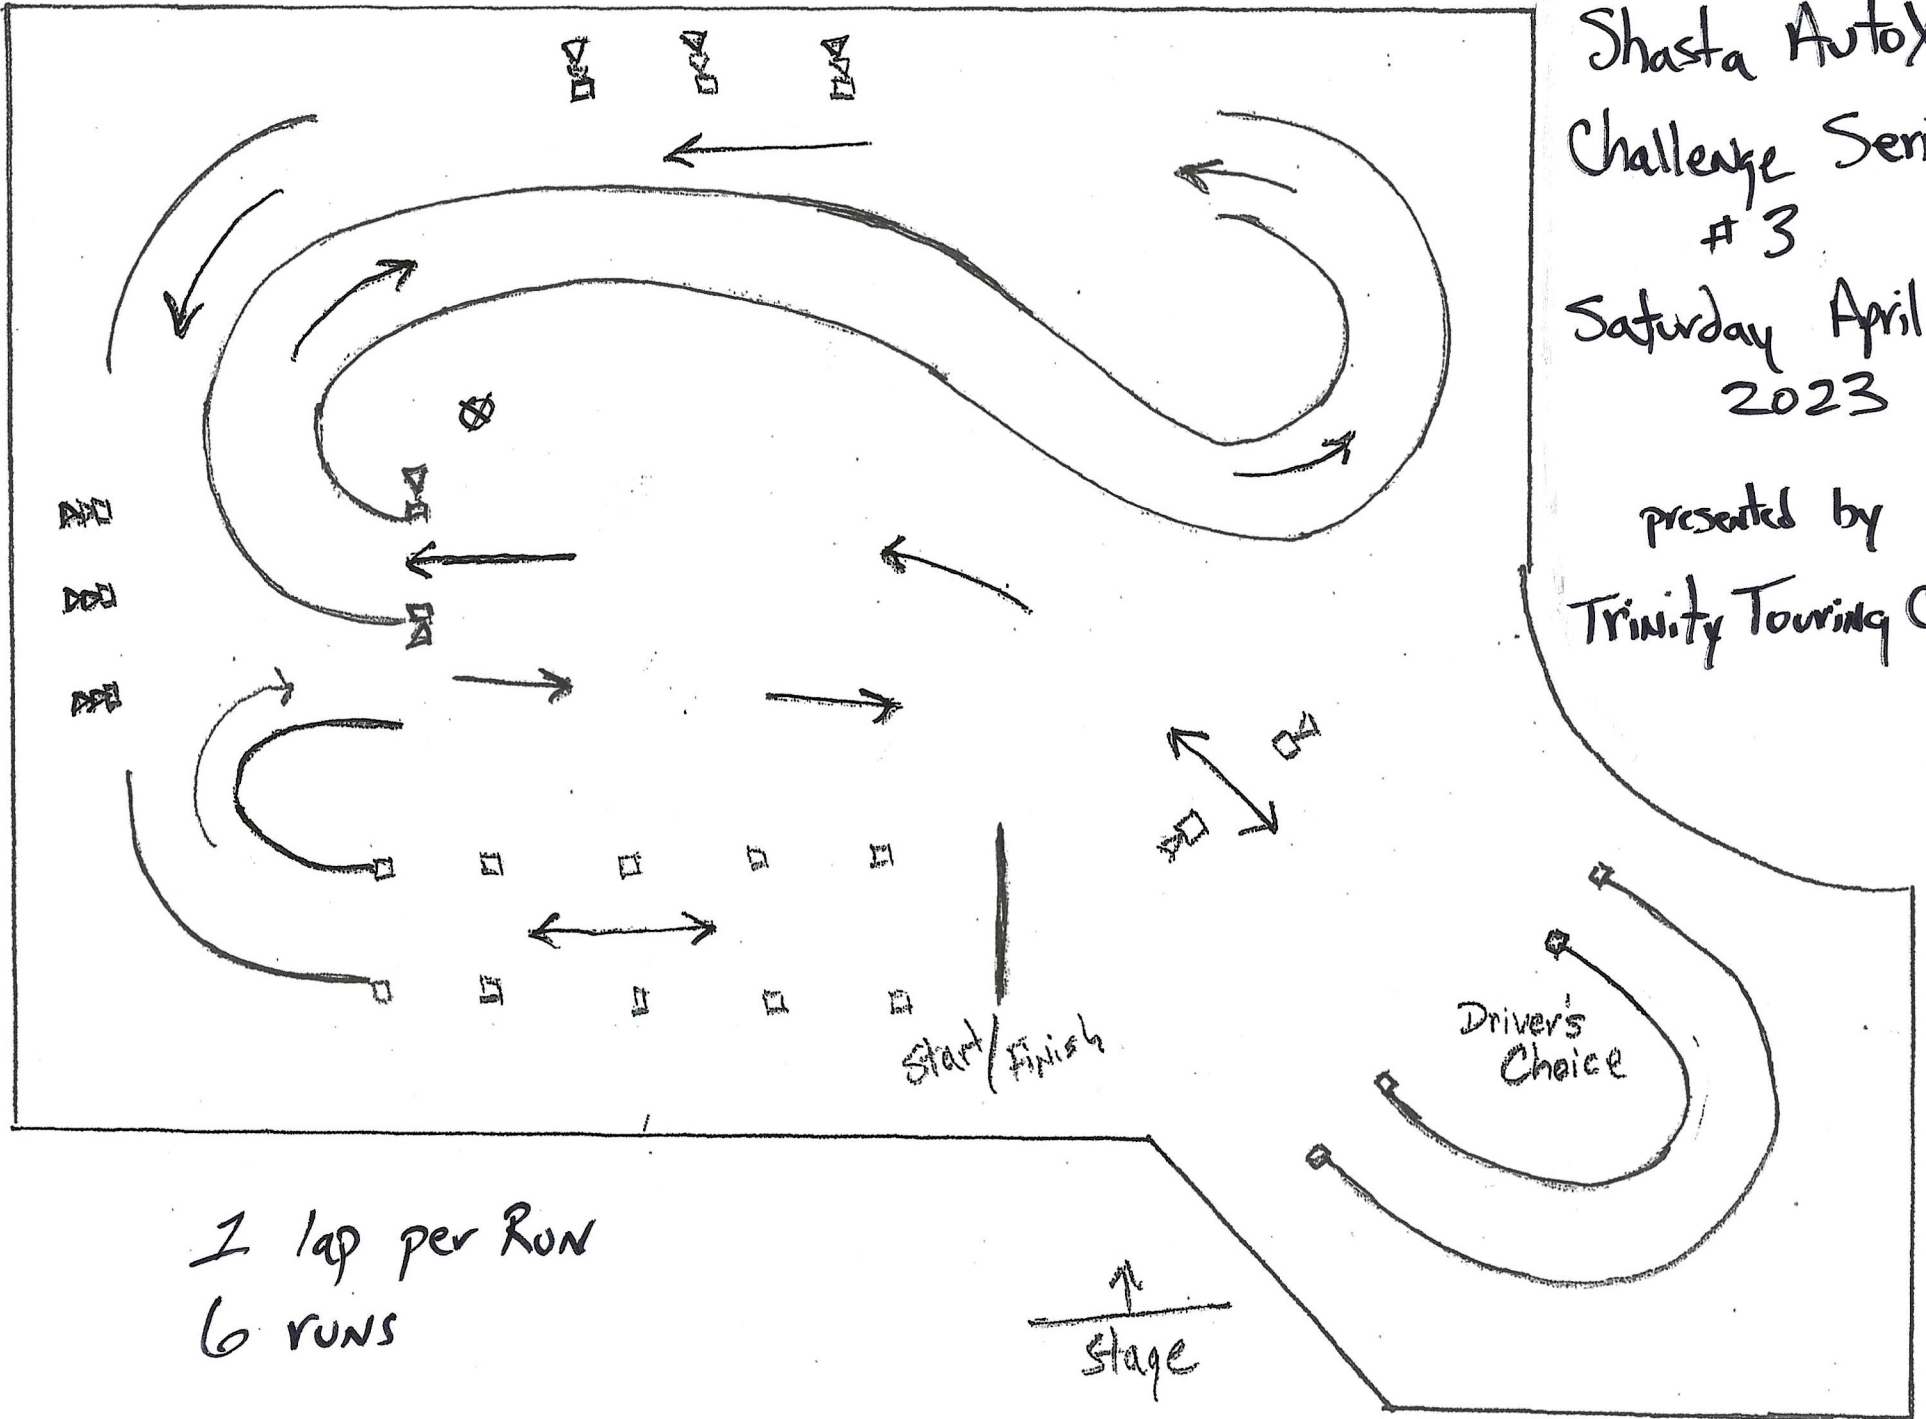 Shasta Auto
Challenge Seri
# 3
Saturday April
2023
presented by
Trinity Touring C
Start/Finish
Driver's
Choice
1 lap per Run
6 runs
stage